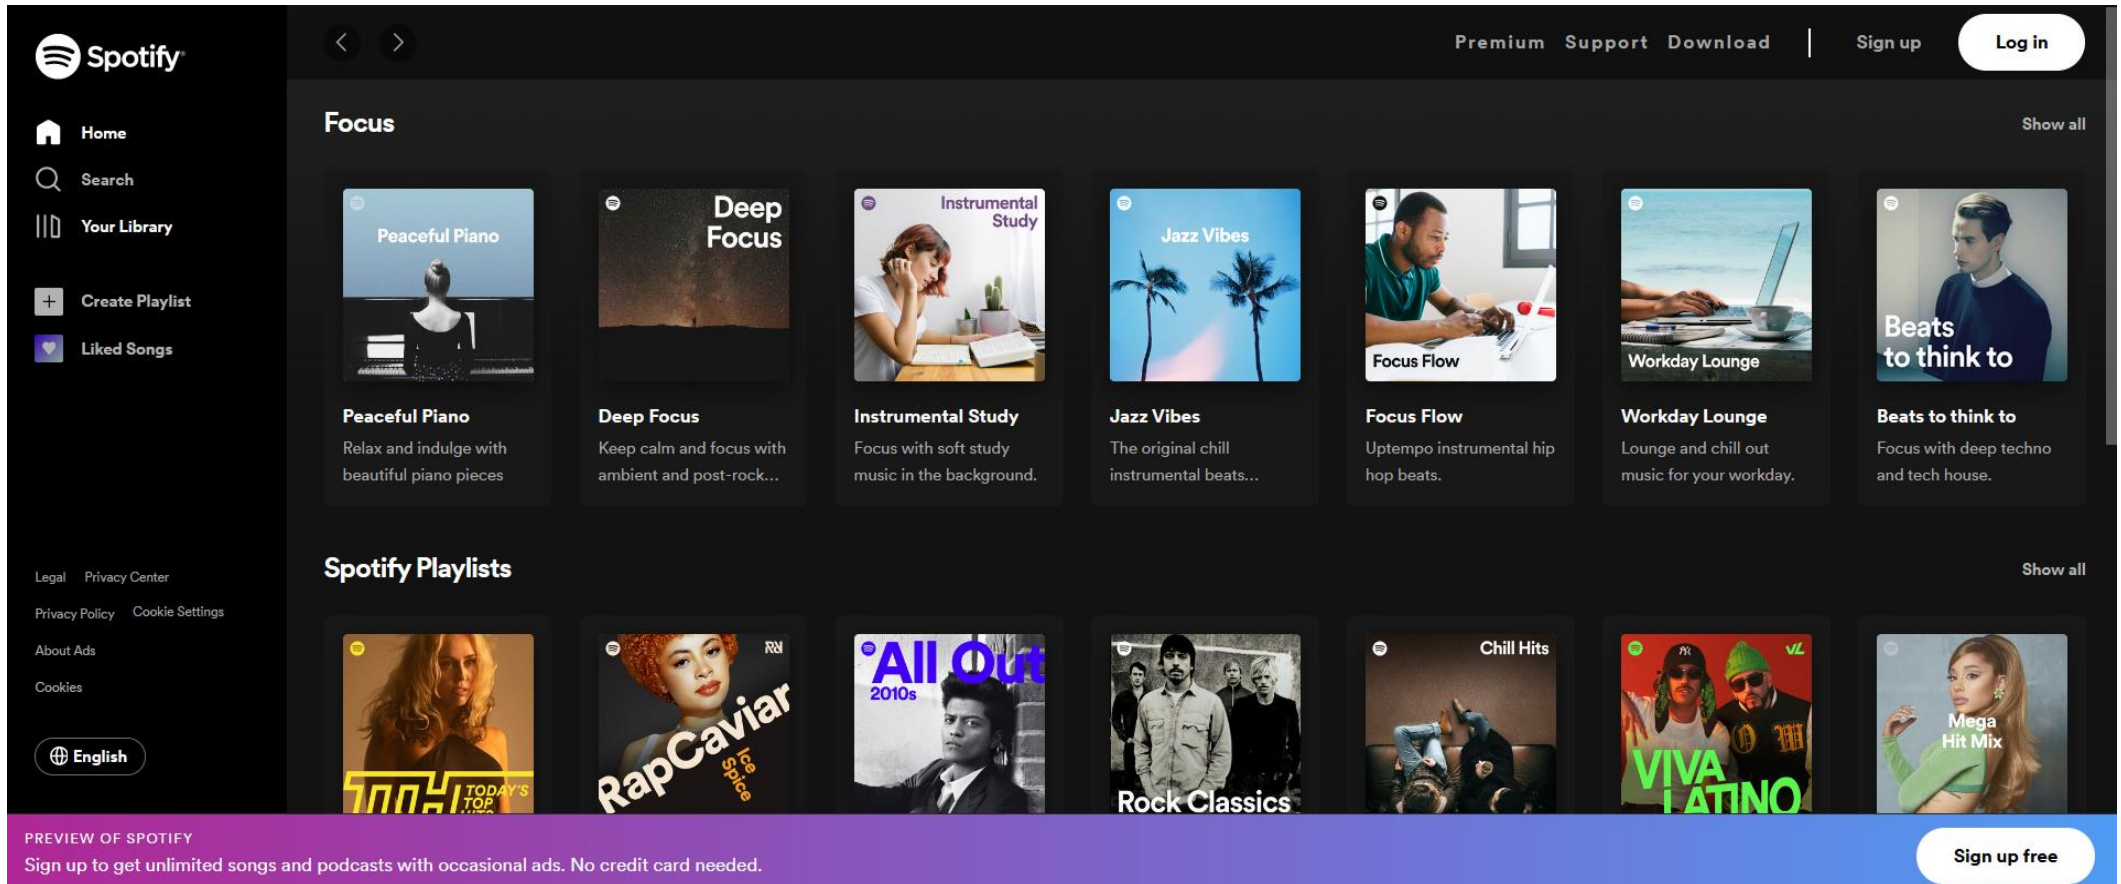 Spotify
Home
Search
Your Library
Create Playlist
Liked Songs
Legal Privacy Center
Privacy Policy Cookie Settings
About Ads
Cookies
English
Premium Support Download Sign up Log in
Focus Show all
Peaceful Piano
Deep
Focus
Instrumental
Study
Jazz Vibes
Focus Flow
Workday Lounge
Beats
to think to
Peaceful Piano
Relax and indulge with
beautiful piano pieces
Deep Focus
Keep calm and focus with
ambient and post-rock...
Instrumental Study
Focus with soft study
music in the background.
Jazz Vibes
The original chill
instrumental beats...
Focus Flow
Uptempo instrumental hip
hop beats.
Workday Lounge
Lounge and chill out
music for your workday.
Beats to think to
Focus with deep techno
and tech house.
Spotify Playlists Show all
TODAY'S
TOP
HITS
RapCaviar
Ice
Spice
All Out
2010s
Rock Classics
Chill Hits
VL
VIVA
LATINO
Mega
Hit Mix
PREVIEW OF SPOTIFY
Sign up to get unlimited songs and podcasts with occasional ads. No credit card needed.
Sign up free